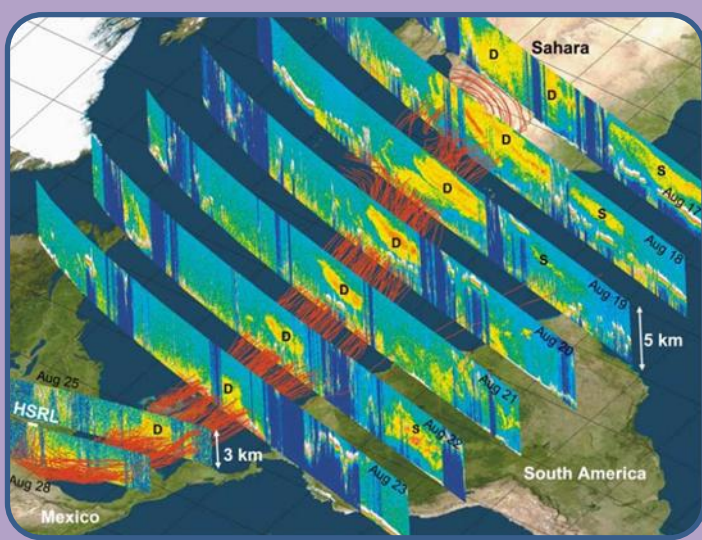 Sahara
D
D
D
D
D
D
D
D
D
S
S
S
S
Aug 17
Aug 18
Aug 19
Aug 20
Aug 21
Aug 22
Aug 23
Aug 25
HSRL
Aug 28
5 km
3 km
South America
Mexico